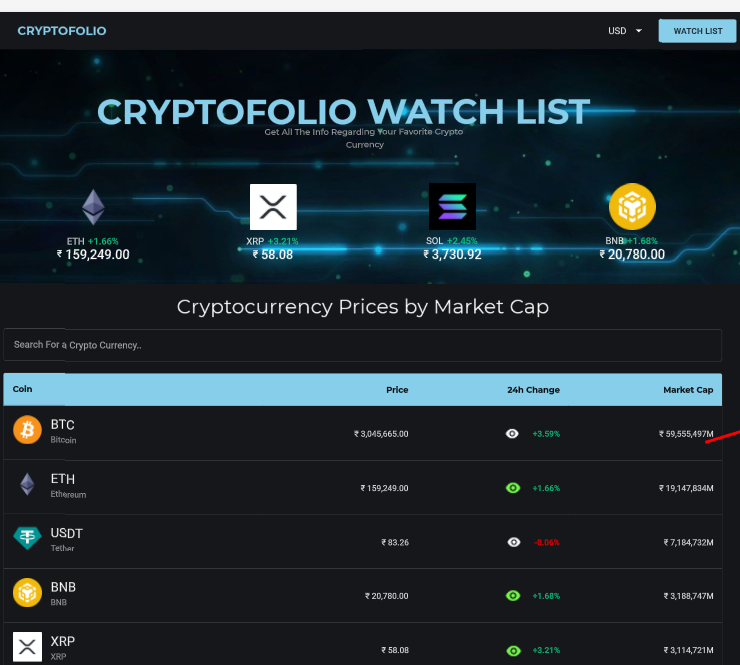 CRYPTOFOLIO
USD
WATCH LIST
CRYPTOFOLIO WATCH LIST
Get All The Info Regarding Your Favorite Crypto
Currency
ETH +1.66%
₹ 159,249.00
XRP +3.21%
₹ 58.08
SOL +2.45%
₹ 3,730.92
BNB +1.68%
₹ 20,780.00
Cryptocurrency Prices by Market Cap
Search For a Crypto Currency..
Coin Price 24h Change Market Cap
BTC
Bitcoin
₹ 3,045,665.00 +3.59% ₹ 59,555,497M
ETH
Ethereum
₹ 159,249.00 +1.66% ₹ 19,147,834M
USDT
Tether
₹ 83.26 -0.06% ₹ 7,184,732M
BNB
BNB
₹ 20,780.00 +1.68% ₹ 3,188,747M
XRP
XRP
₹ 58.08 +3.21% ₹ 3,114,721M